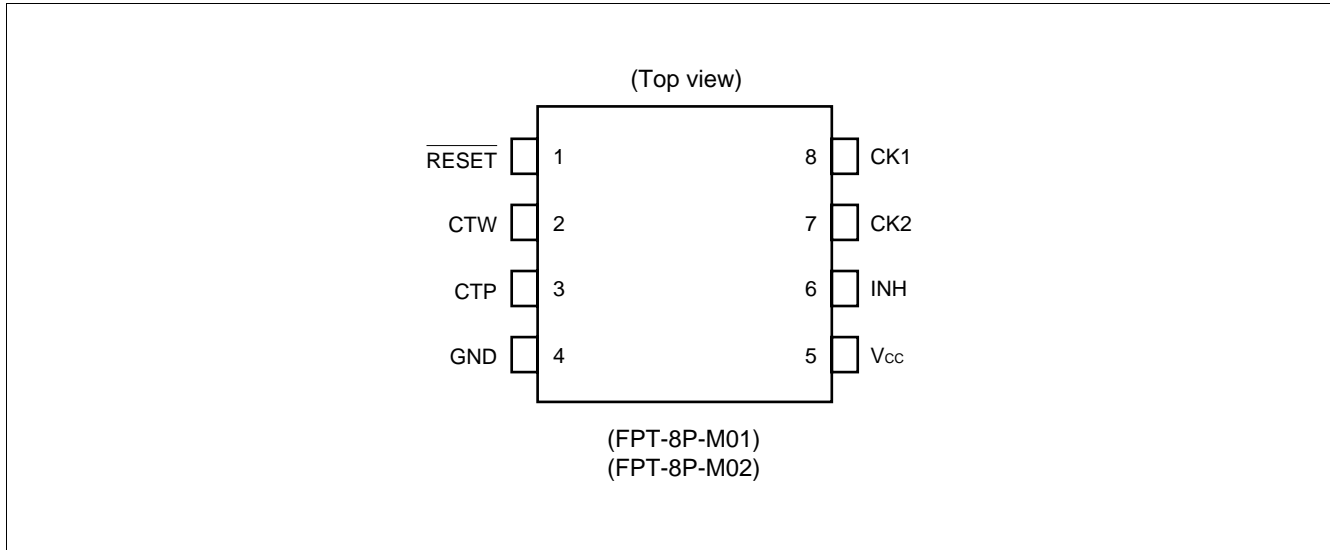 (Top view)
RESET 1 8 CK1
CTW 2 7 CK2
CTP 3 6 INH
GND 4 5 Vcc
(FPT-8P-M01)
(FPT-8P-M02)